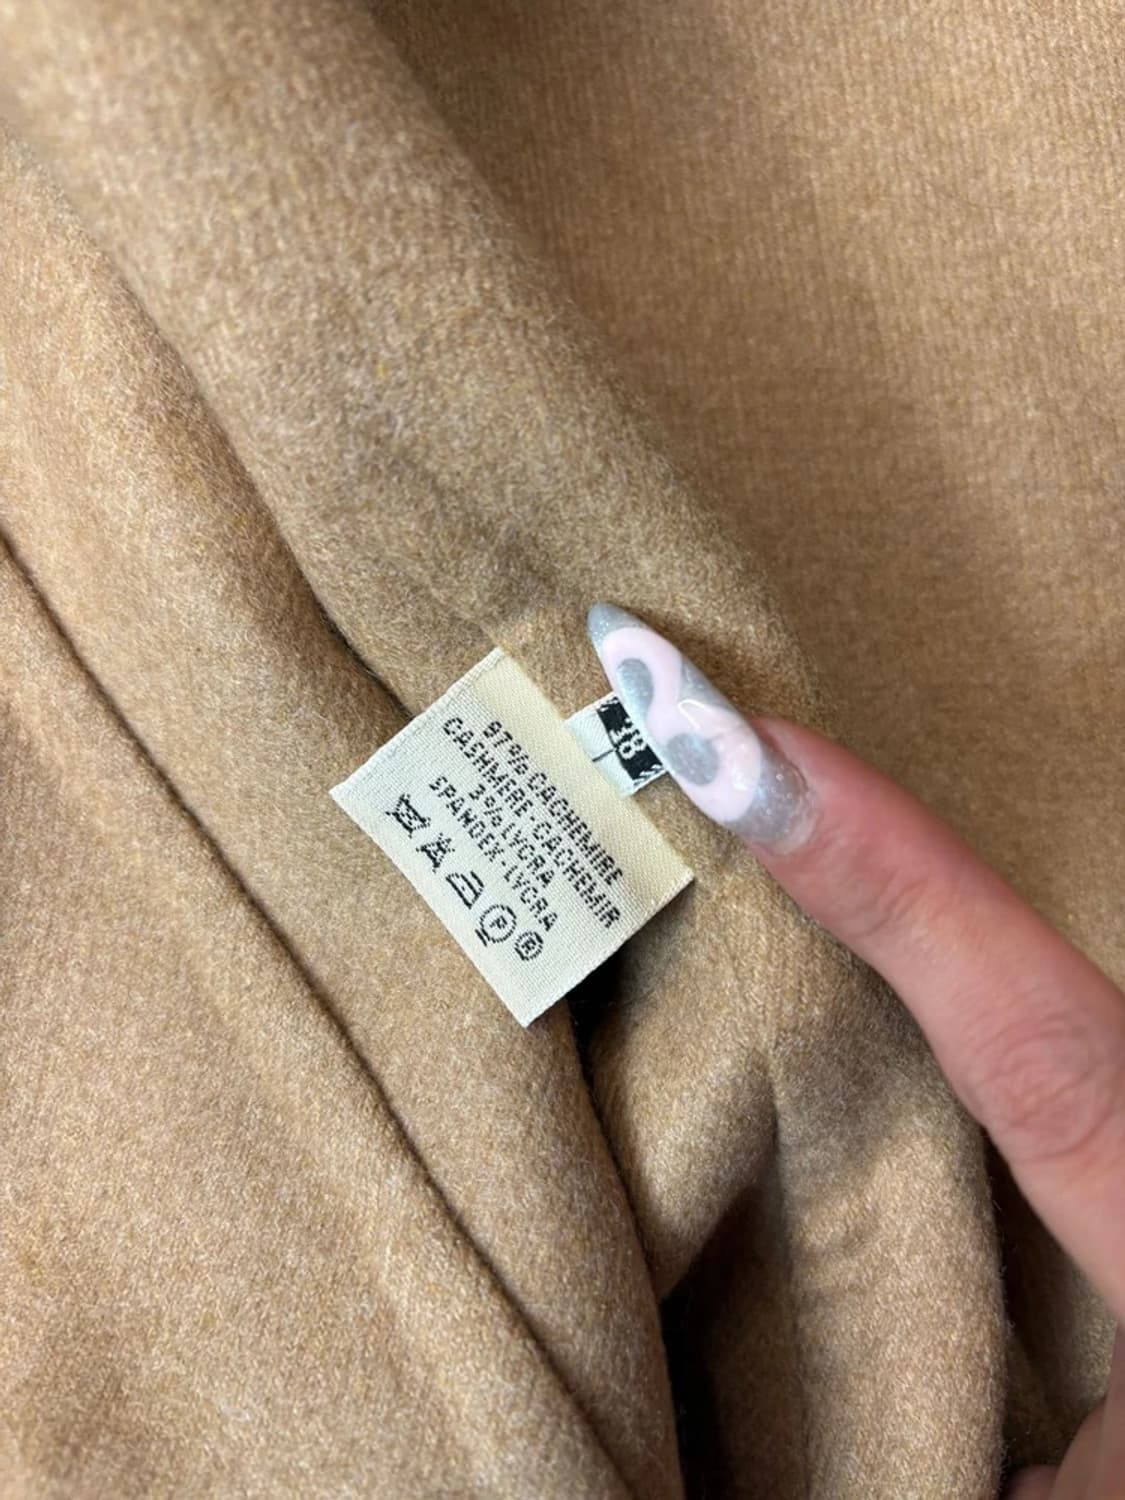 97% CACHEMIRE
CASHMERE·CACHEMIR
3% LYCRA
SPANDEX·LYCRA
P
38